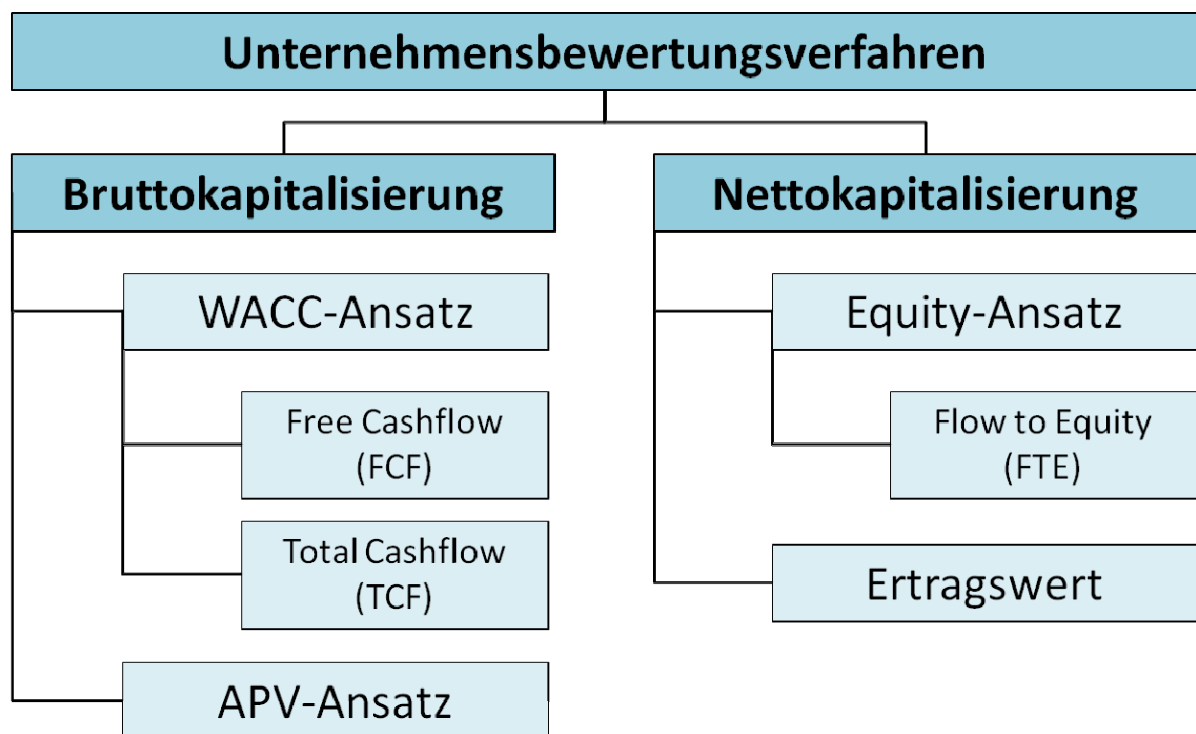 Unternehmensbewertungsverfahren
Bruttokapitalisierung
WACC-Ansatz
Free Cashflow
(FCF)
Total Cashflow
(TCF)
APV-Ansatz
Nettokapitalisierung
Equity-Ansatz
Flow to Equity
(FTE)
Ertragswert